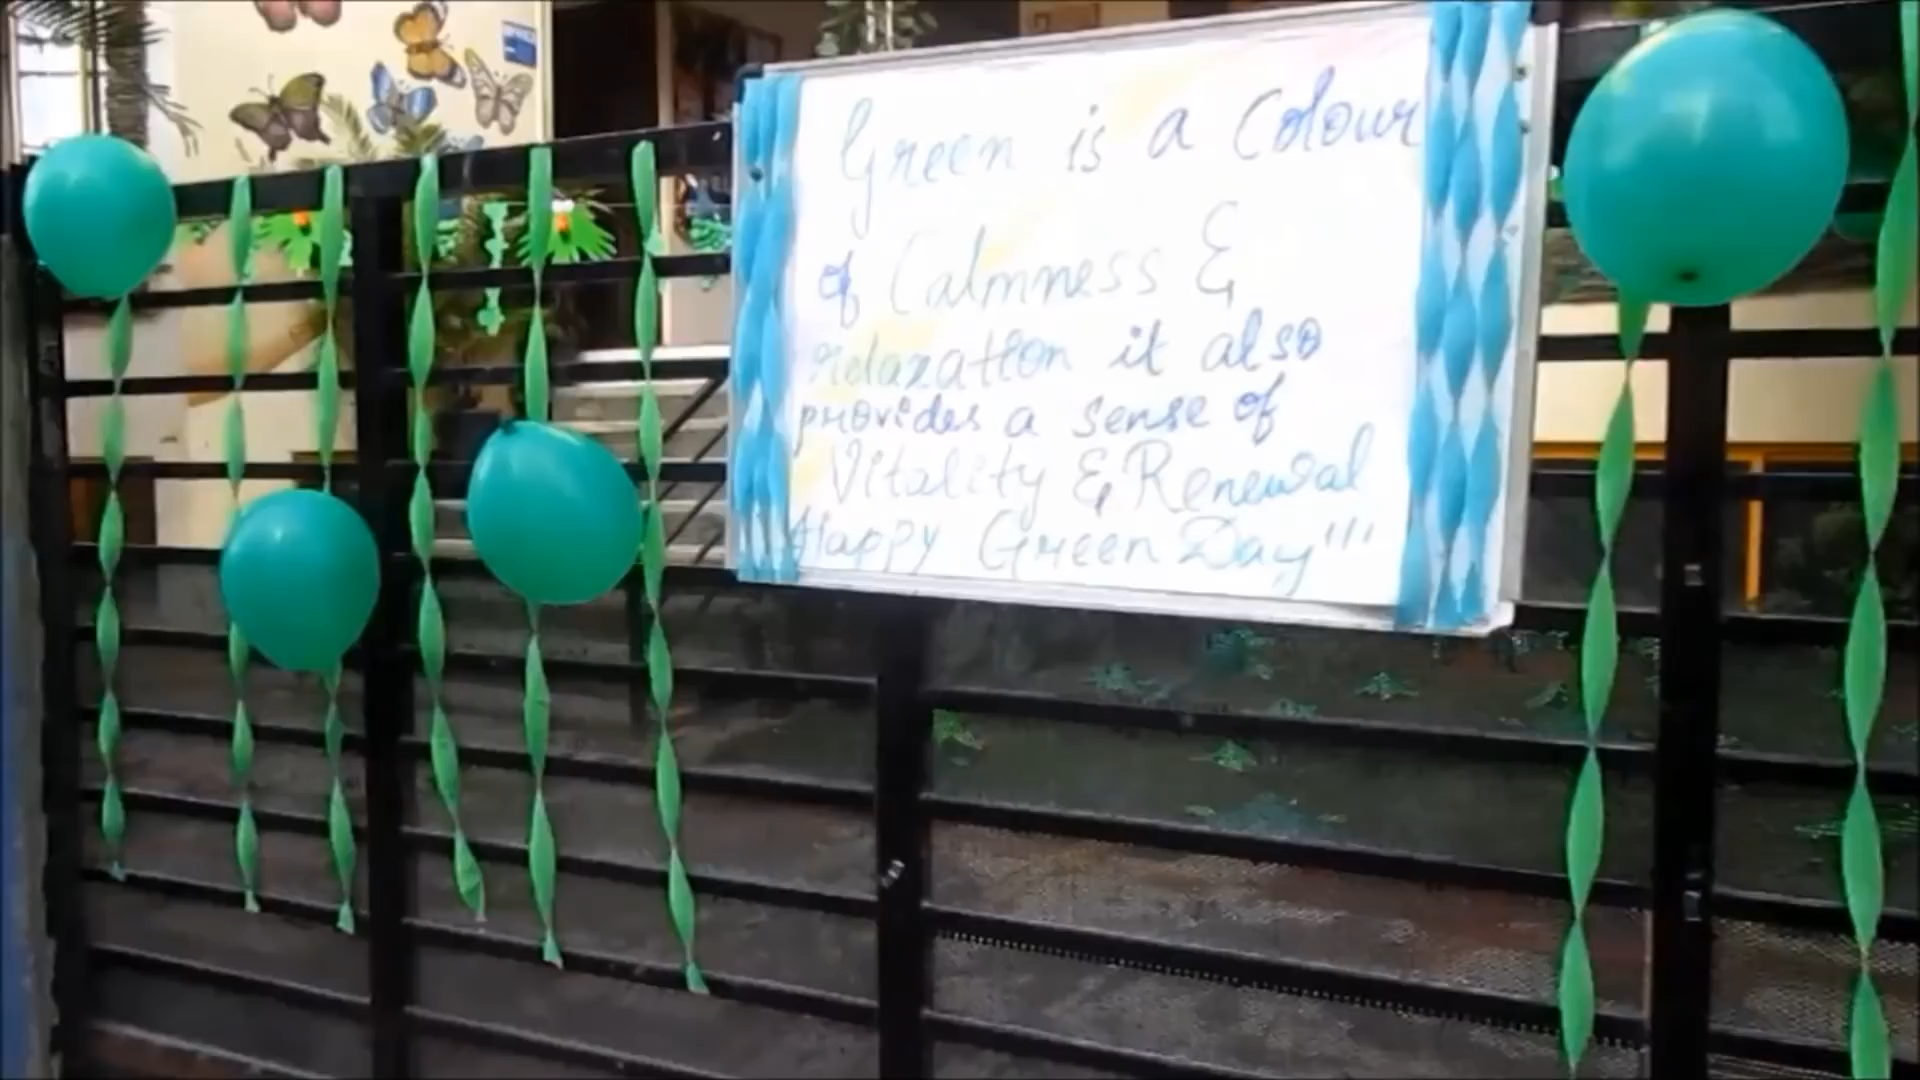 Green is a Colour
of Calmness &
relaxation it also
provides a sense of
Vitality & Renewal
Happy Green Day!!!